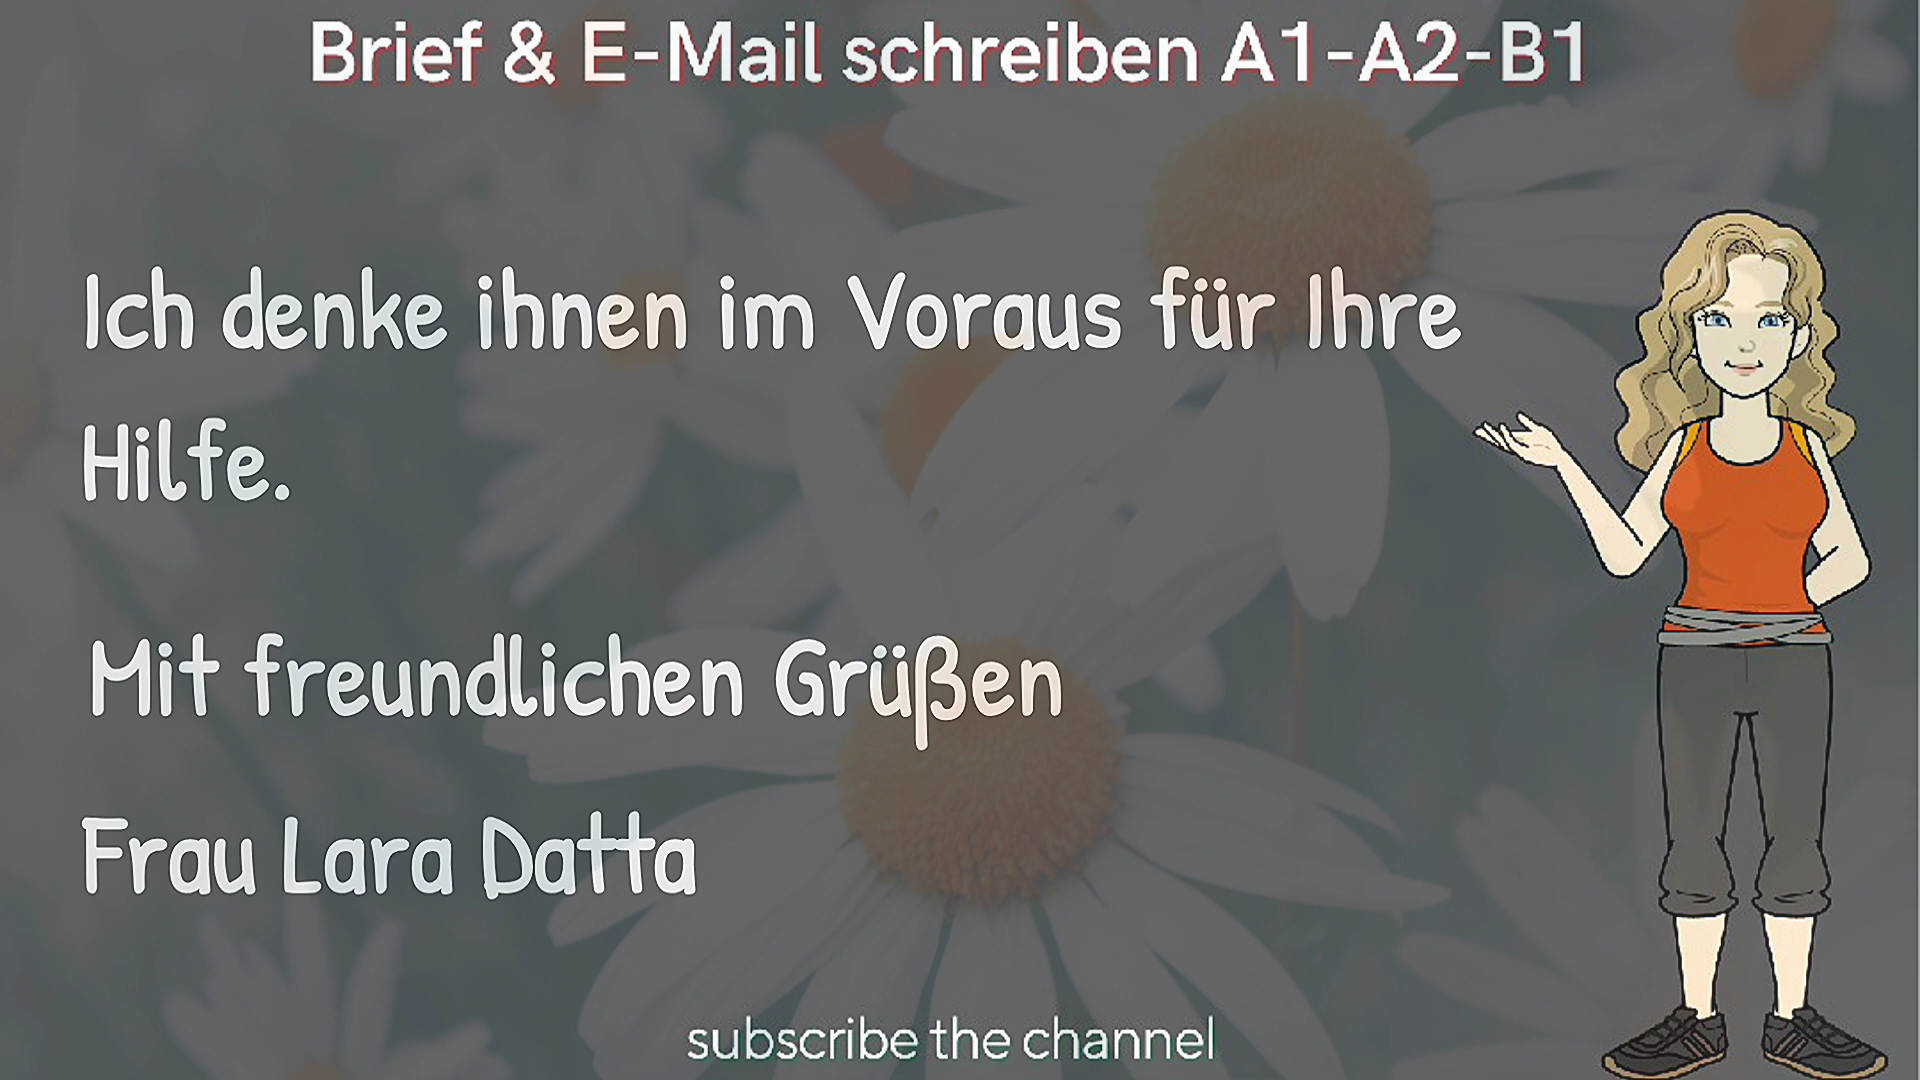 Brief & E-Mail schreiben A1-A2-B1
Ich denke ihnen im Voraus für Ihre
Hilfe.
Mit freundlichen Grüßen
Frau Lara Datta
subscribe the channel